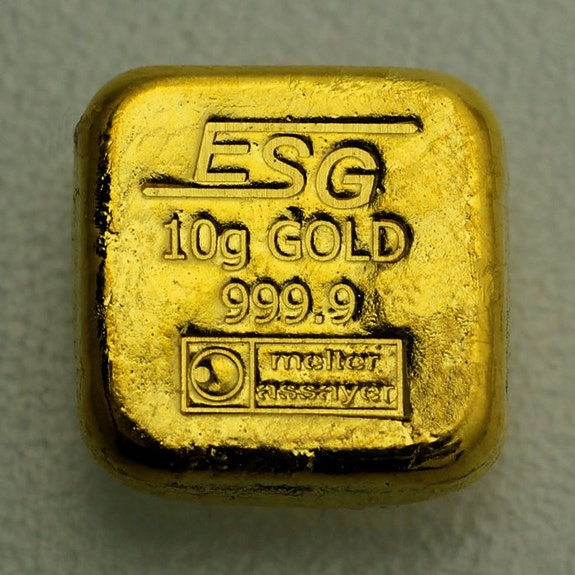 ESG
10g GOLD
999.9
melter
assayer